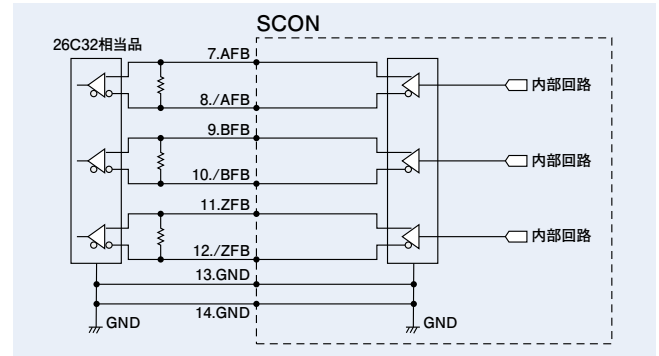 SCON
26C32相当品
7.AFB
内部回路
8./AFB
9.BFB
内部回路
10./BFB
11.ZFB
内部回路
12./ZFB
13.GND
14.GND
GND
GND